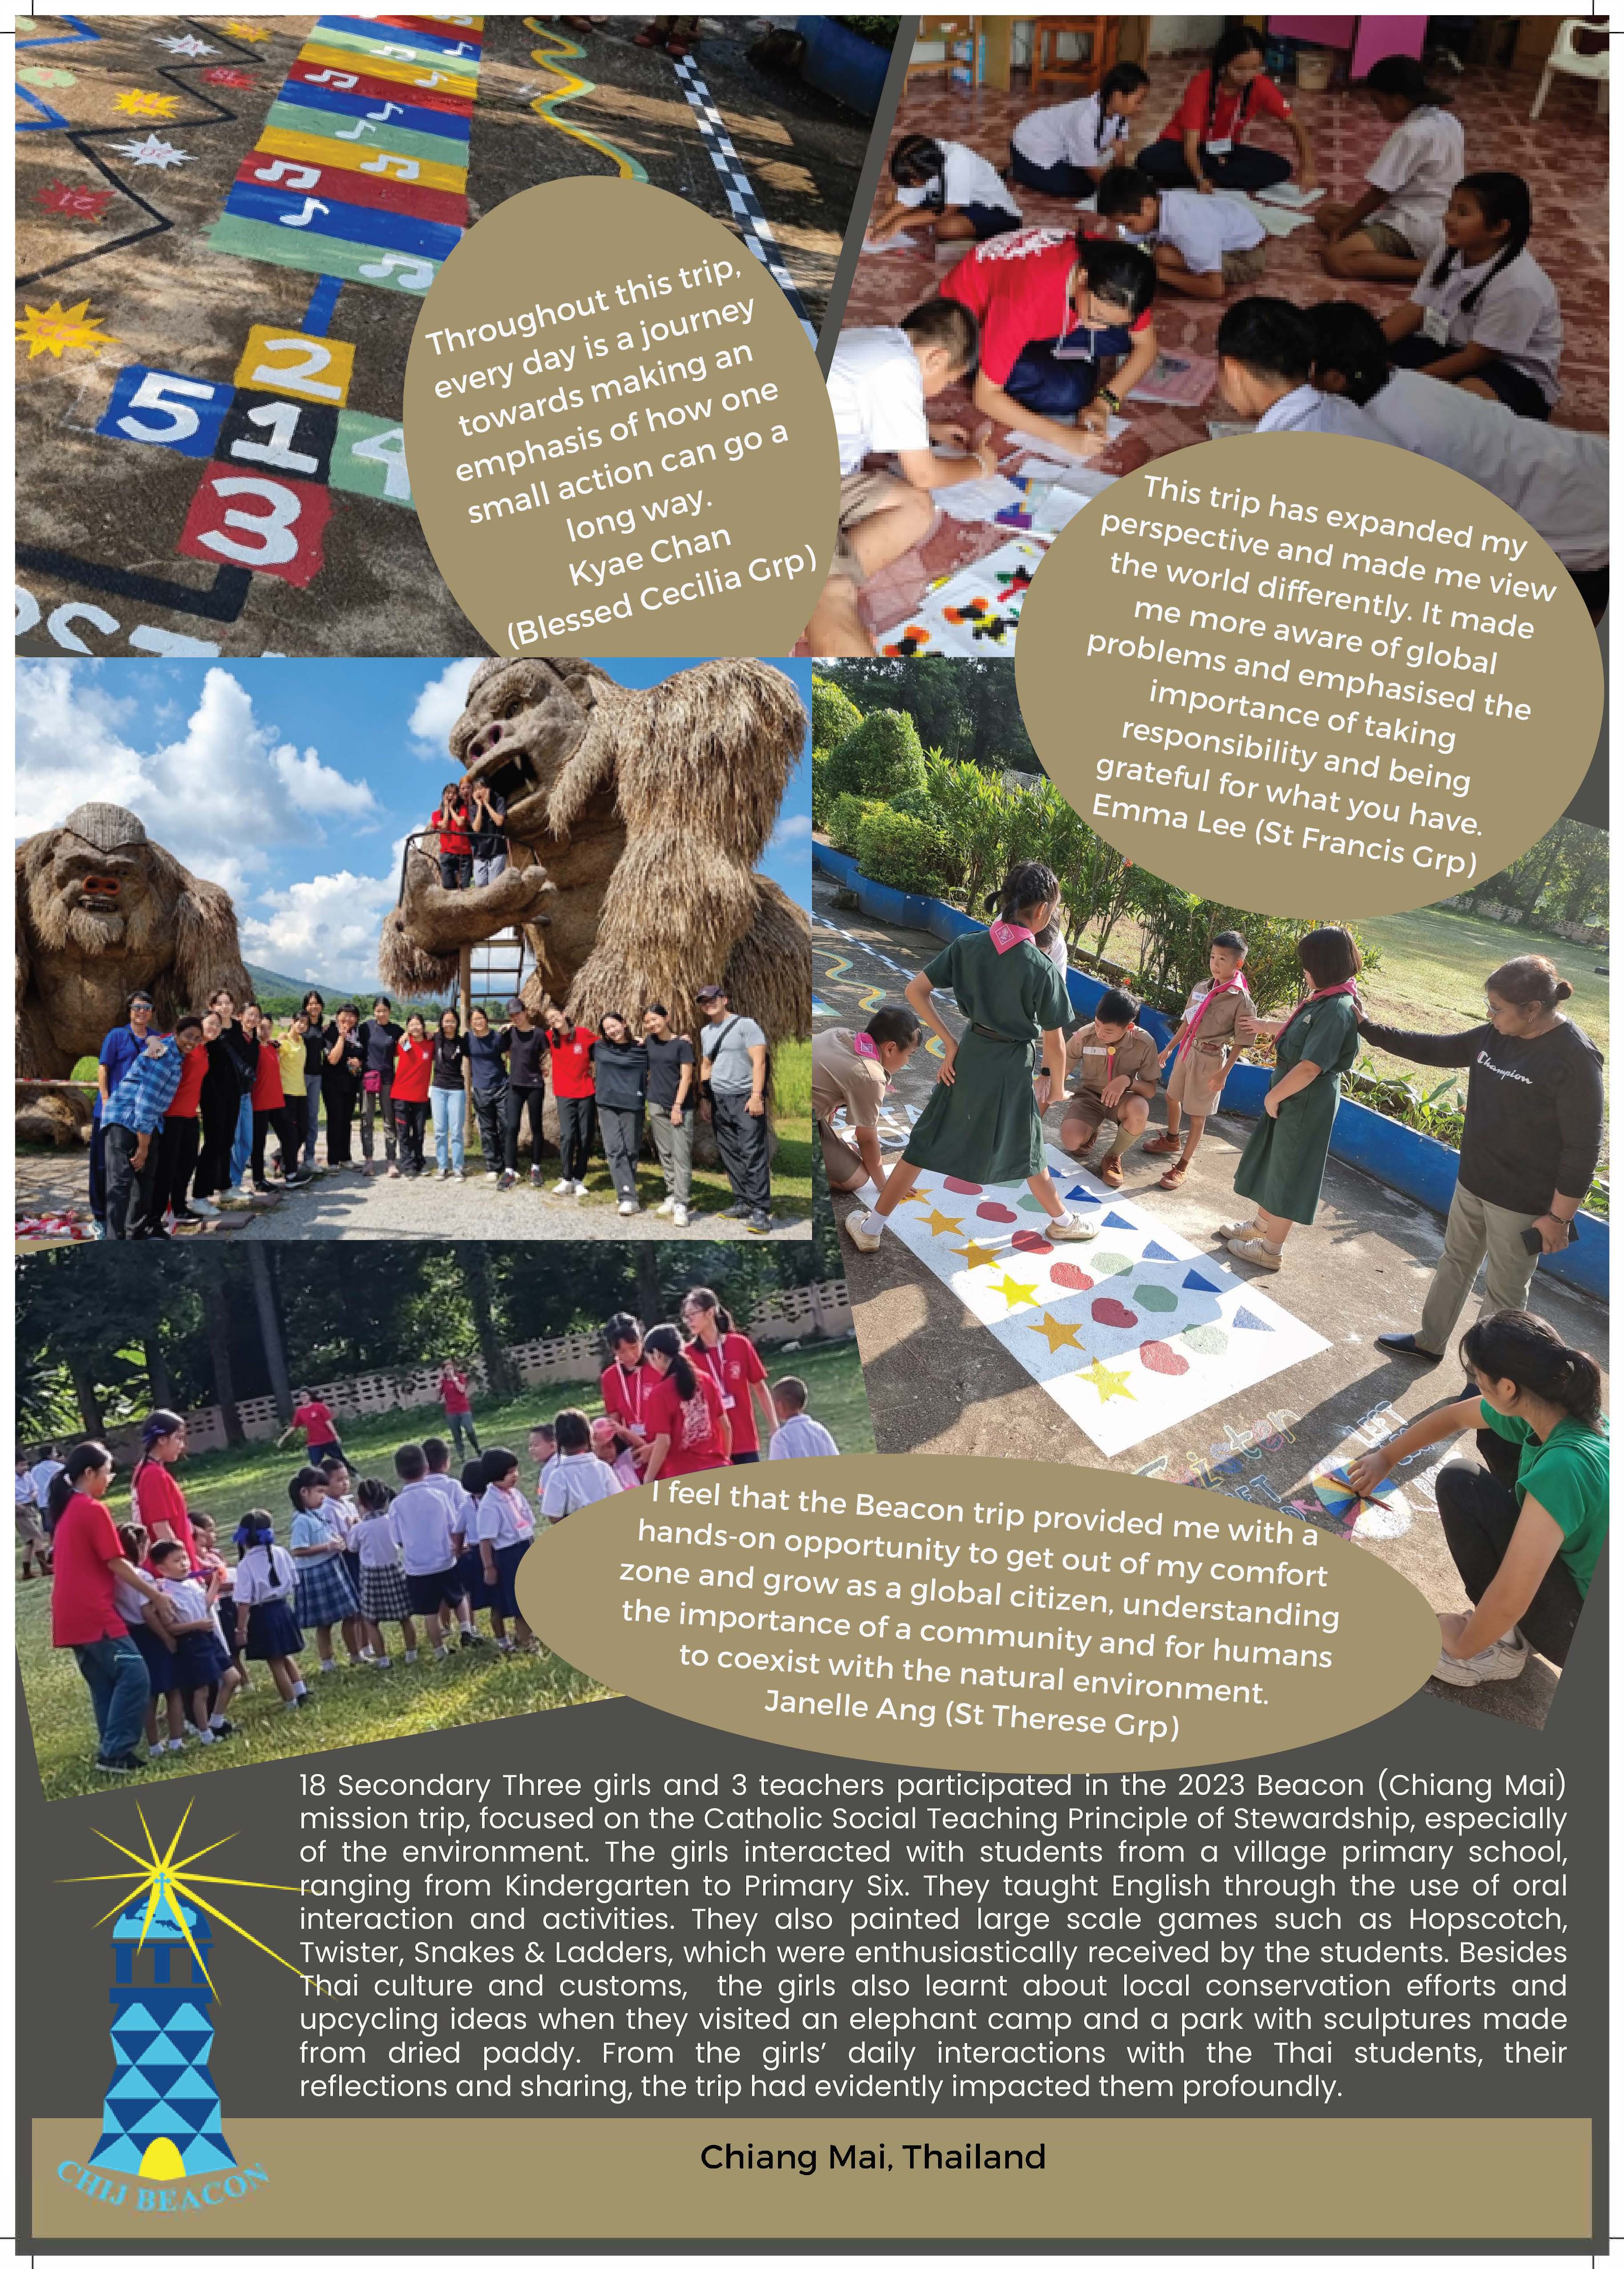 18
20
21
22
2
5 1 4
3
Throughout this trip,
every day is a journey
towards making an
emphasis of how one
small action can go a
long way.
Kyae Chan
(Blessed Cecilia Grp)
This trip has expanded my
perspective and made me view
the world differently. It made
me more aware of global
problems and emphasised the
importance of taking
responsibility and being
grateful for what you have.
Emma Lee (St Francis Grp)
Champion
I feel that the Beacon trip provided me with a
hands-on opportunity to get out of my comfort
zone and grow as a global citizen, understanding
the importance of a community and for humans
to coexist with the natural environment.
Janelle Ang (St Therese Grp)
18 Secondary Three girls and 3 teachers participated in the 2023 Beacon (Chiang Mai)
mission trip, focused on the Catholic Social Teaching Principle of Stewardship, especially
of the environment. The girls interacted with students from a village primary school,
ranging from Kindergarten to Primary Six. They taught English through the use of oral
interaction and activities. They also painted large scale games such as Hopscotch,
Twister, Snakes & Ladders, which were enthusiastically received by the students. Besides
Thai culture and customs, the girls also learnt about local conservation efforts and
upcycling ideas when they visited an elephant camp and a park with sculptures made
from dried paddy. From the girls’ daily interactions with the Thai students, their
reflections and sharing, the trip had evidently impacted them profoundly.
CHIJ BEACON
Chiang Mai, Thailand